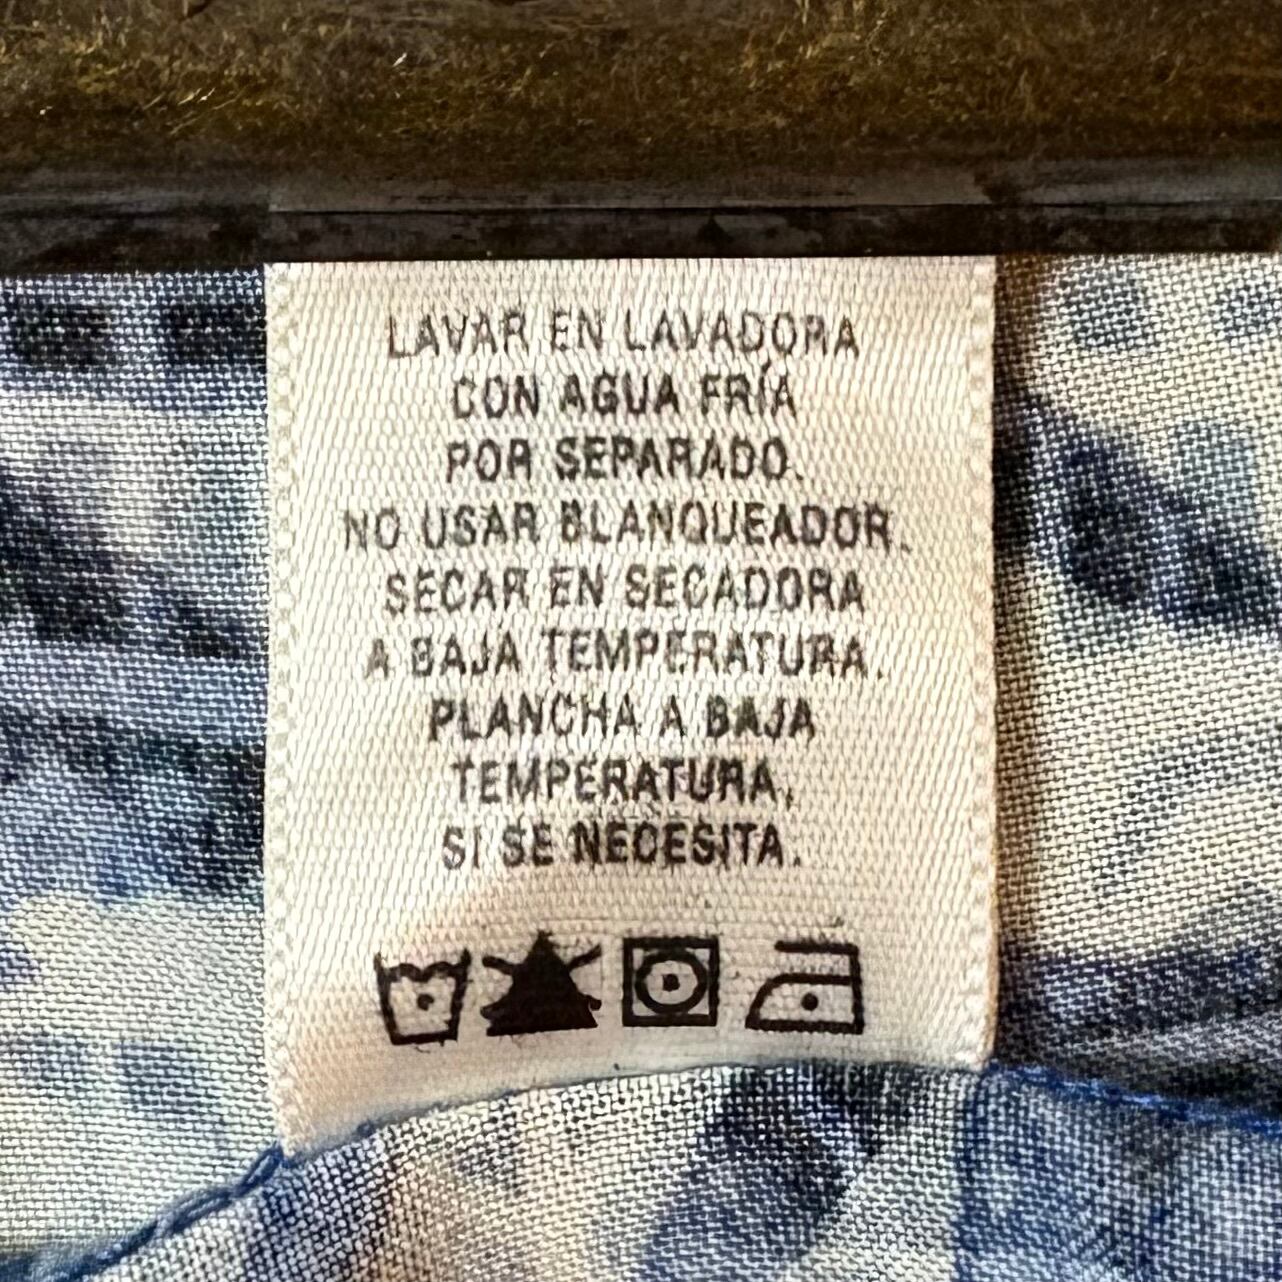 LAVAR EN LAVADORA
CON AGUA FRÍA
POR SEPARADO.
NO USAR BLANQUEADOR.
SECAR EN SECADORA
A BAJA TEMPERATURA.
PLANCHA A BAJA
TEMPERATURA,
SI SE NECESITA.